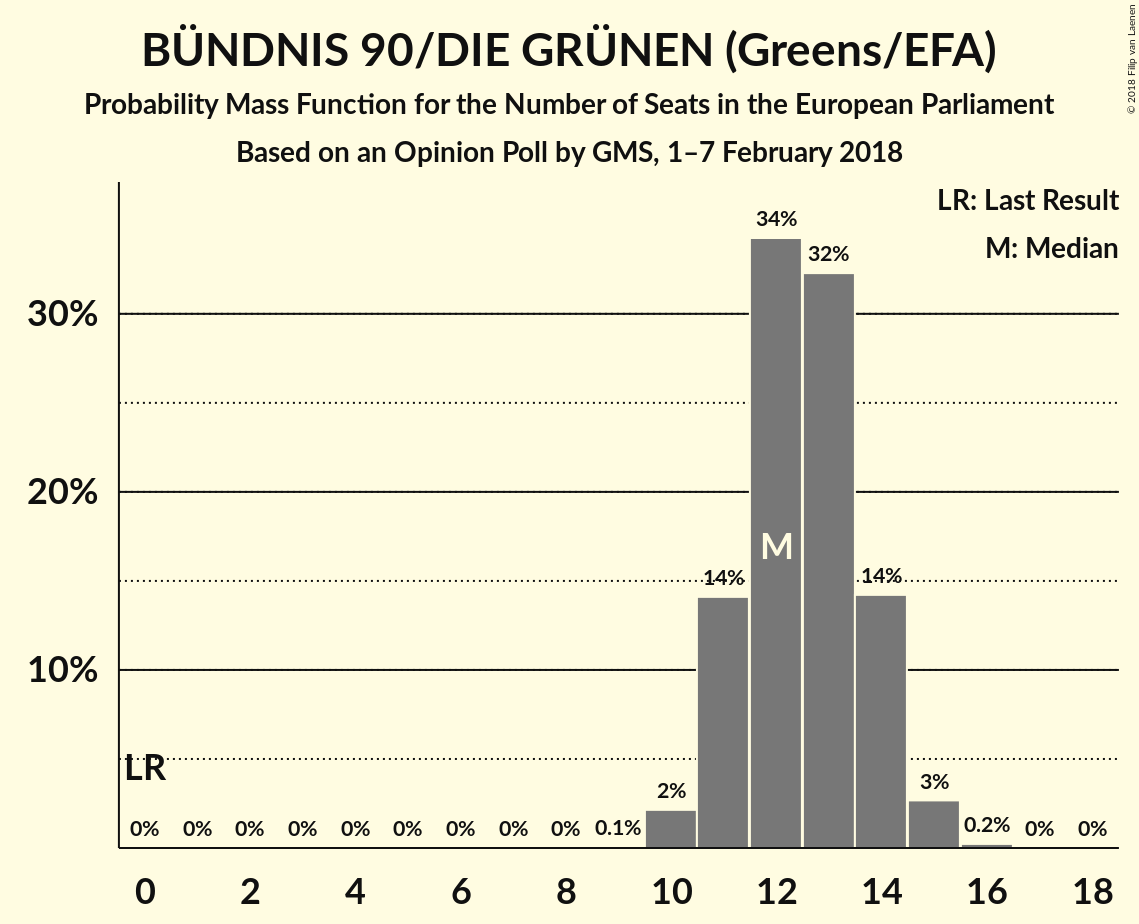 BÜNDNIS 90/DIE GRÜNEN (Greens/EFA)
Probability Mass Function for the Number of Seats in the European Parliament
Based on an Opinion Poll by GMS, 1–7 February 2018
© 2018 Filip van Laenen
LR: Last Result
M: Median
34%
32%
30%
20%
M
14%
14%
10%
LR
3%
2%
0% 0% 0% 0% 0% 0% 0% 0% 0% 0.1% 0.2% 0% 0%
0 2 4 6 8 10 12 14 16 18